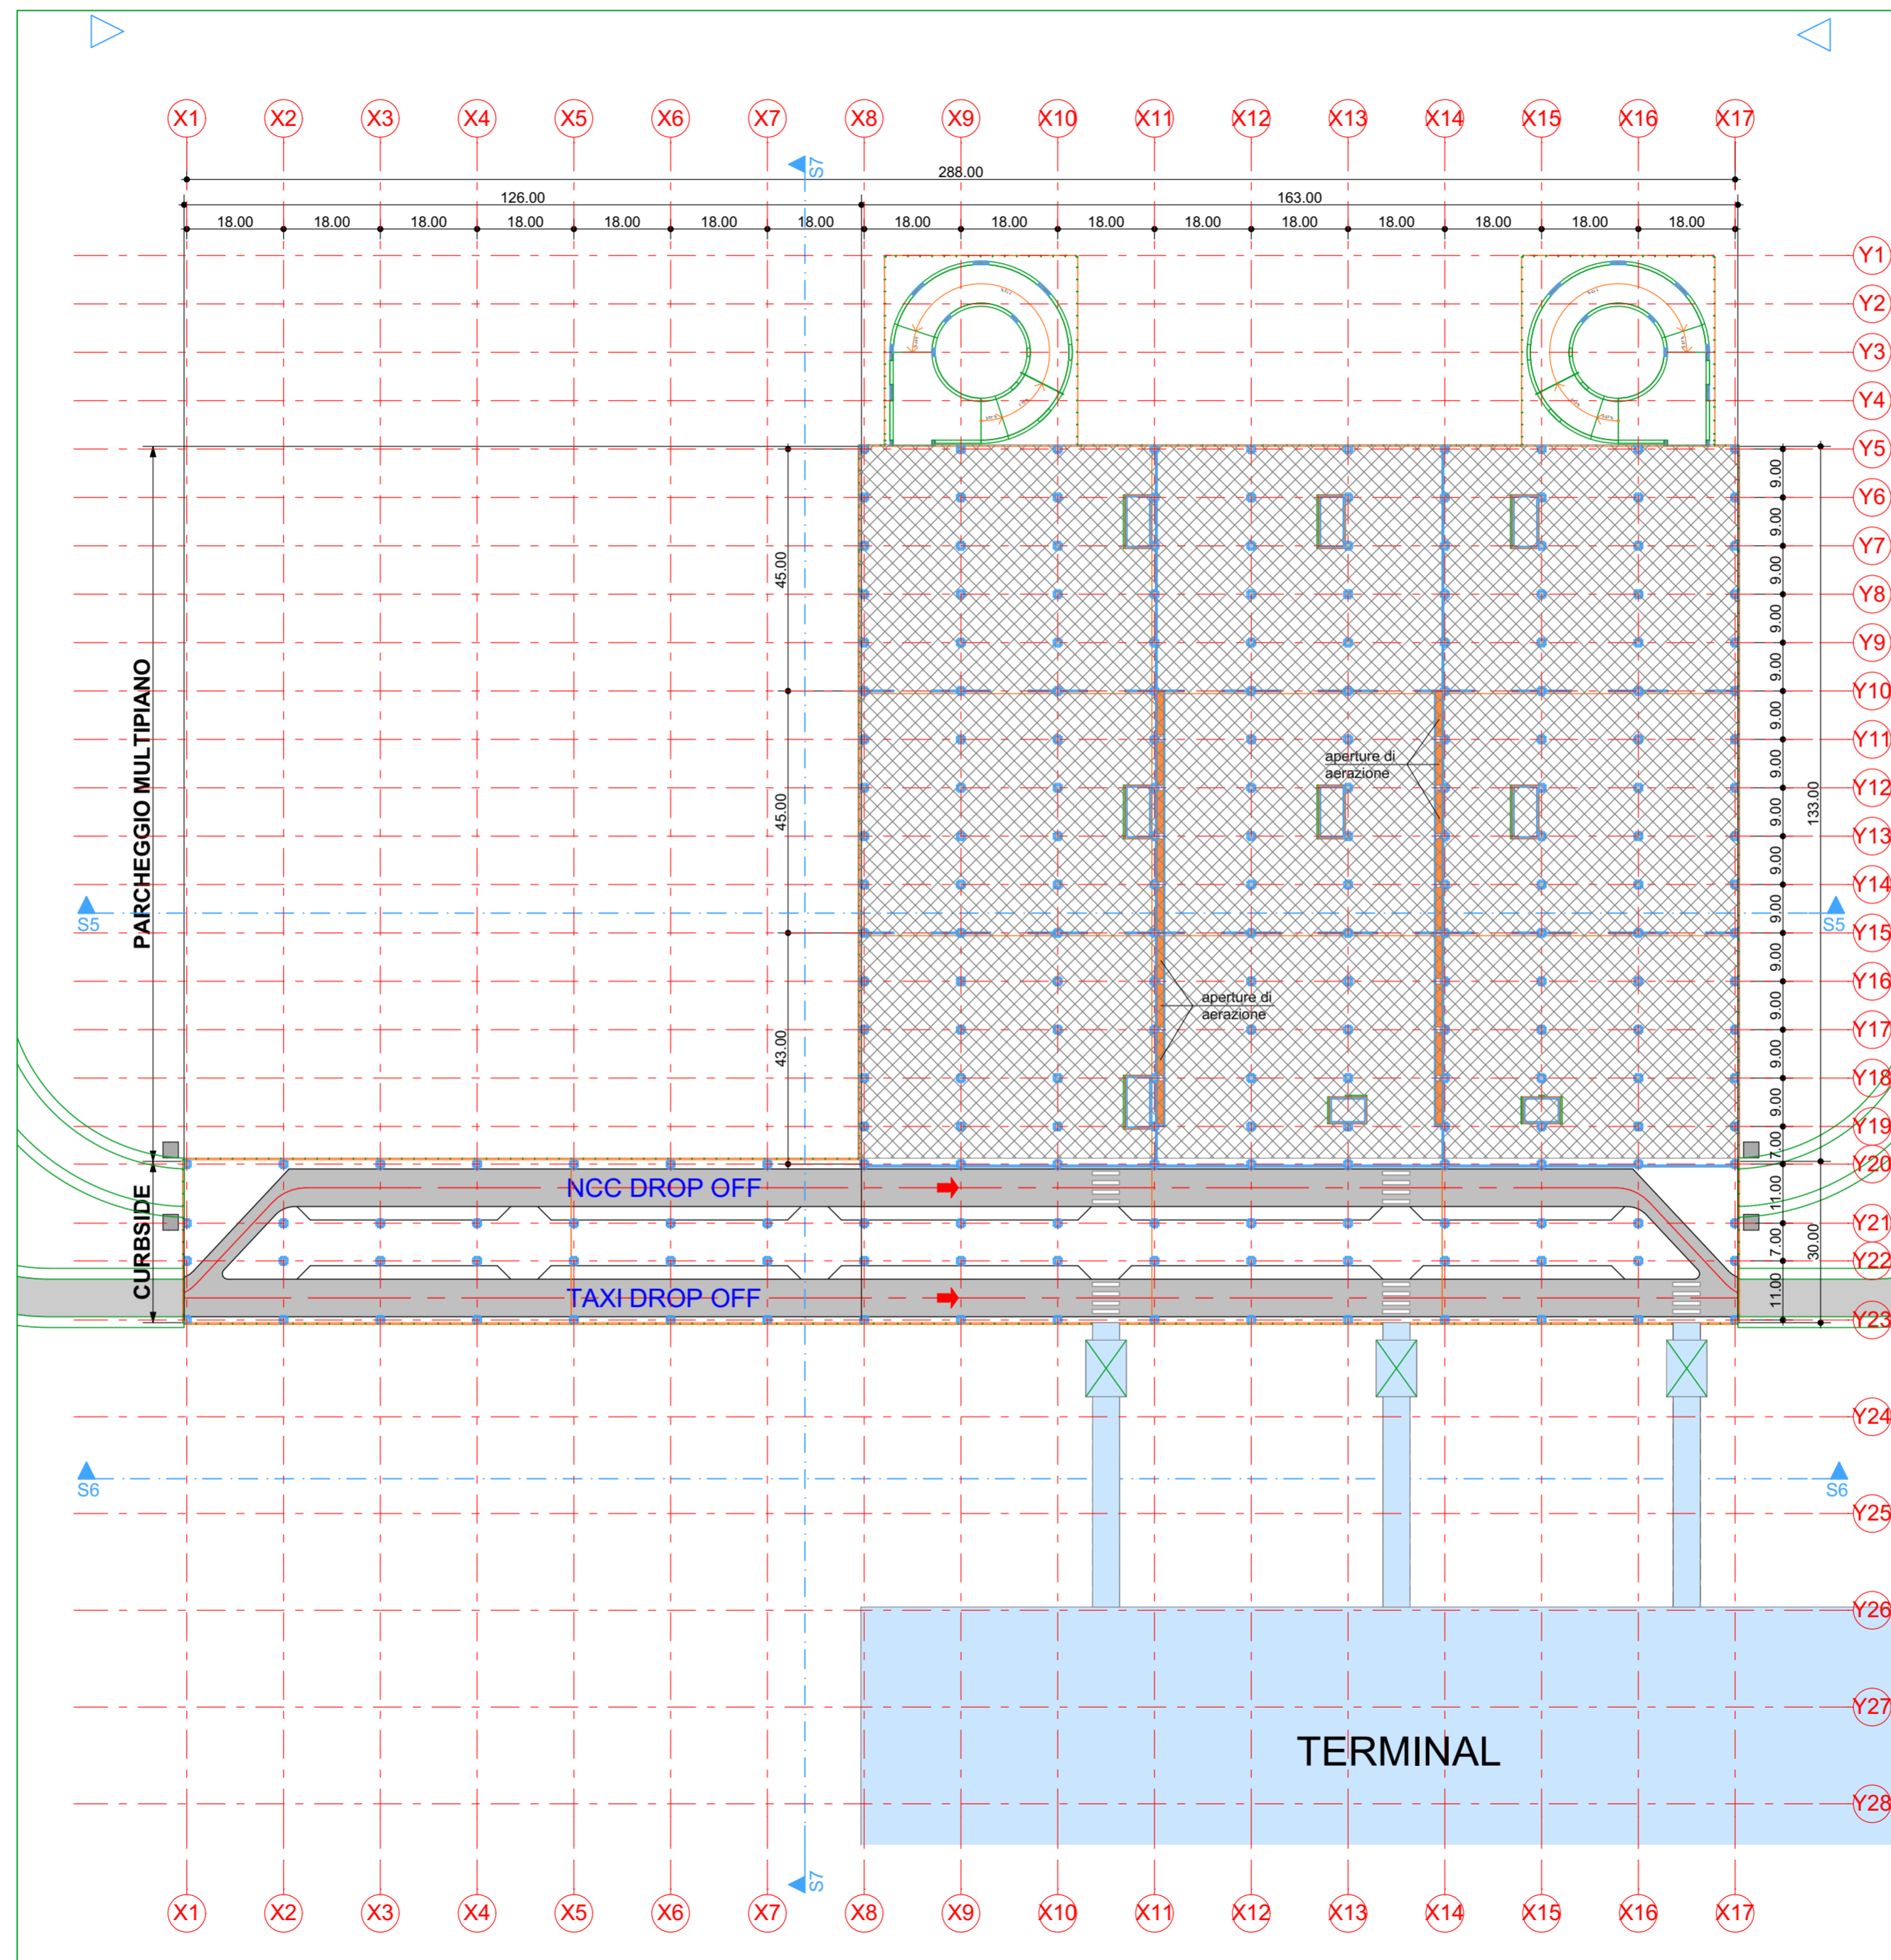 X1 X2 X3 X4 X5 X6 X7 X8 X9 X10 X11 X12 X13 X14 X15 X16 X17
S7
288.00
126.00 163.00
18.00 18.00 18.00 18.00 18.00 18.00 18.00 18.00 18.00 18.00 18.00 18.00 18.00 18.00 18.00 18.00
Y1
Y2
Y3
Y4
Y5
9.00
Y6
9.00
Y7
45.00 9.00
Y8
9.00
Y9
9.00
Y10
9.00
Y11
aperture di
aerazione
9.00
Y12
PARCHEGGIO MULTIPIANO
45.00 9.00 133.00
Y13
9.00
Y14
S5 9.00 S5
Y15
9.00
Y16
aperture di
aerazione
9.00
Y17
43.00 9.00
Y18
9.00
Y19
7.00
Y20
NCC DROP OFF 11.00
Y21
CURBSIDE
7.00 30.00
Y22
TAXI DROP OFF 11.00
Y23
Y24
S6 S6
Y25
Y26
Y27
TERMINAL
Y28
S7
X1 X2 X3 X4 X5 X6 X7 X8 X9 X10 X11 X12 X13 X14 X15 X16 X17